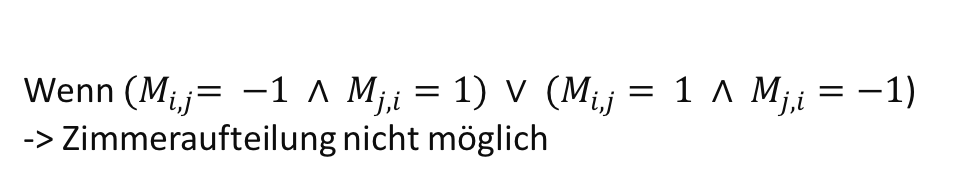 Wenn (M_{i,j} = −1 ∧ M_{j,i} = 1) ∨ (M_{i,j} = 1 ∧ M_{j,i} = −1)
-> Zimmeraufteilung nicht möglich